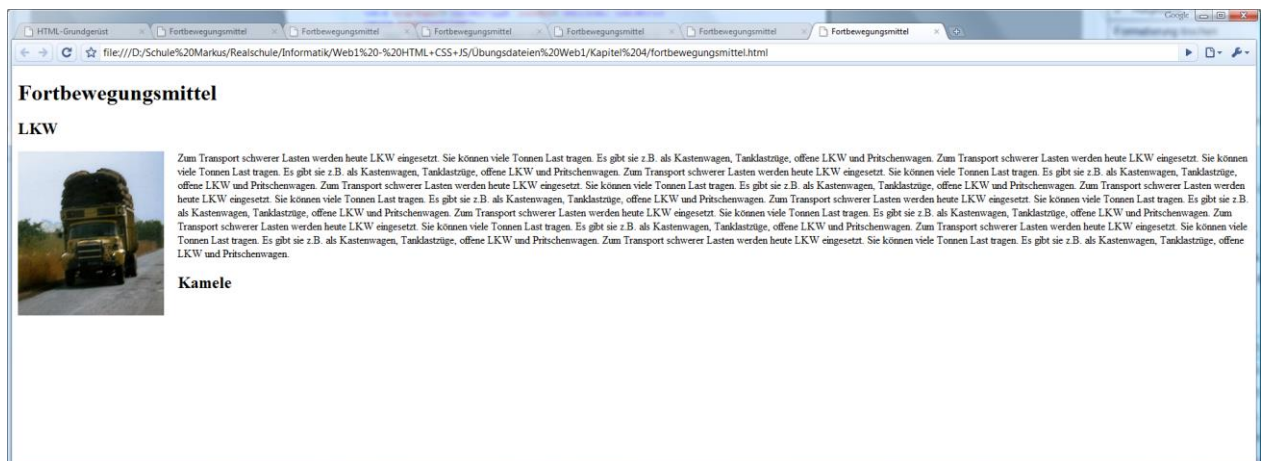 Google
HTML-Grundgerüst
Fortbewegungsmittel
Fortbewegungsmittel
Fortbewegungsmittel
Fortbewegungsmittel
Fortbewegungsmittel
Fortbewegungsmittel
file:///D:/Schule%20Markus/Realschule/Informatik/Web1%20-%20HTML+CSS+JS/Übungsdateien%20Web1/Kapitel%204/fortbewegungsmittel.html
Fortbewegungsmittel
LKW
Zum Transport schwerer Lasten werden heute LKW eingesetzt. Sie können viele Tonnen Last tragen. Es gibt sie z.B. als Kastenwagen, Tanklastzüge, offene LKW und Pritschenwagen. Zum Transport schwerer Lasten werden heute LKW eingesetzt. Sie können
viele Tonnen Last tragen. Es gibt sie z.B. als Kastenwagen, Tanklastzüge, offene LKW und Pritschenwagen. Zum Transport schwerer Lasten werden heute LKW eingesetzt. Sie können viele Tonnen Last tragen. Es gibt sie z.B. als Kastenwagen, Tanklastzüge,
offene LKW und Pritschenwagen. Zum Transport schwerer Lasten werden heute LKW eingesetzt. Sie können viele Tonnen Last tragen. Es gibt sie z.B. als Kastenwagen, Tanklastzüge, offene LKW und Pritschenwagen. Zum Transport schwerer Lasten werden
heute LKW eingesetzt. Sie können viele Tonnen Last tragen. Es gibt sie z.B. als Kastenwagen, Tanklastzüge, offene LKW und Pritschenwagen. Zum Transport schwerer Lasten werden heute LKW eingesetzt. Sie können viele Tonnen Last tragen. Es gibt sie z.B.
als Kastenwagen, Tanklastzüge, offene LKW und Pritschenwagen. Zum Transport schwerer Lasten werden heute LKW eingesetzt. Sie können viele Tonnen Last tragen. Es gibt sie z.B. als Kastenwagen, Tanklastzüge, offene LKW und Pritschenwagen. Zum
Transport schwerer Lasten werden heute LKW eingesetzt. Sie können viele Tonnen Last tragen. Es gibt sie z.B. als Kastenwagen, Tanklastzüge, offene LKW und Pritschenwagen. Zum Transport schwerer Lasten werden heute LKW eingesetzt. Sie können viele
Tonnen Last tragen. Es gibt sie z.B. als Kastenwagen, Tanklastzüge, offene LKW und Pritschenwagen. Zum Transport schwerer Lasten werden heute LKW eingesetzt. Sie können viele Tonnen Last tragen. Es gibt sie z.B. als Kastenwagen, Tanklastzüge, offene
LKW und Pritschenwagen.
Kamele